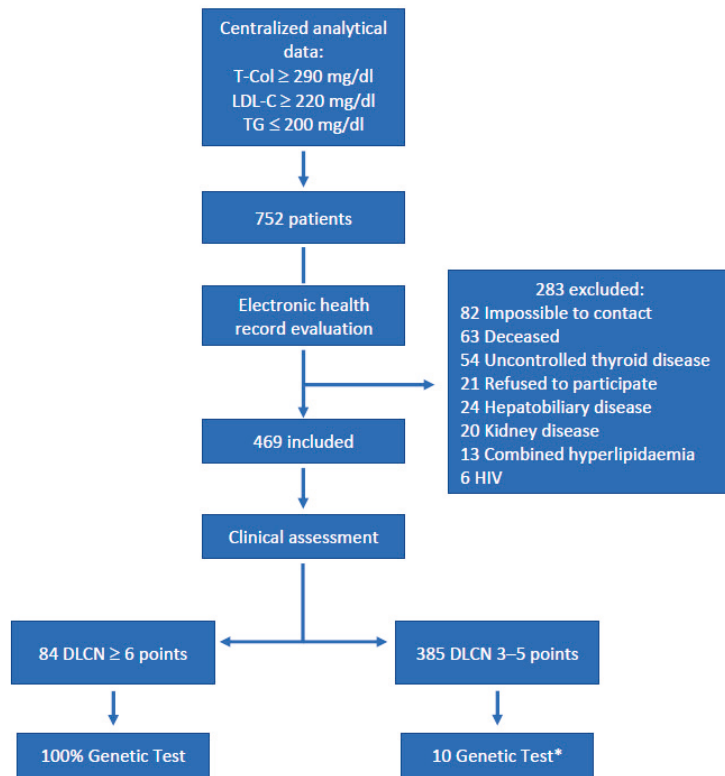 Centralized analytical
data:
T-Col ≥ 290 mg/dl
LDL-C ≥ 220 mg/dl
TG ≤ 200 mg/dl
752 patients
Electronic health
record evaluation
283 excluded:
82 Impossible to contact
63 Deceased
54 Uncontrolled thyroid disease
21 Refused to participate
24 Hepatobiliary disease
20 Kidney disease
13 Combined hyperlipidaemia
6 HIV
469 included
Clinical assessment
84 DLCN ≥ 6 points
385 DLCN 3–5 points
100% Genetic Test
10 Genetic Test*